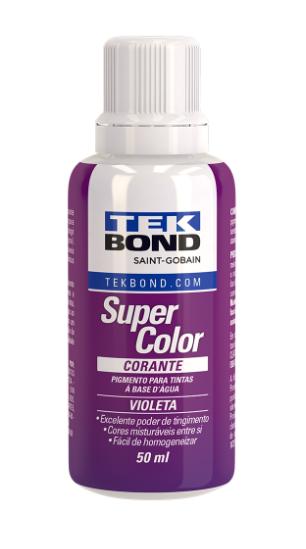 TEK
BOND
SAINT-GOBAIN
TEKBOND.COM
Super
Color
CORANTE
PIGMENTO PARA TINTAS
À BASE D'ÁGUA
VIOLETA
• Excelente poder de tingimento
• Cores misturáveis entre si
• Fácil de homogeneizar
50 ml